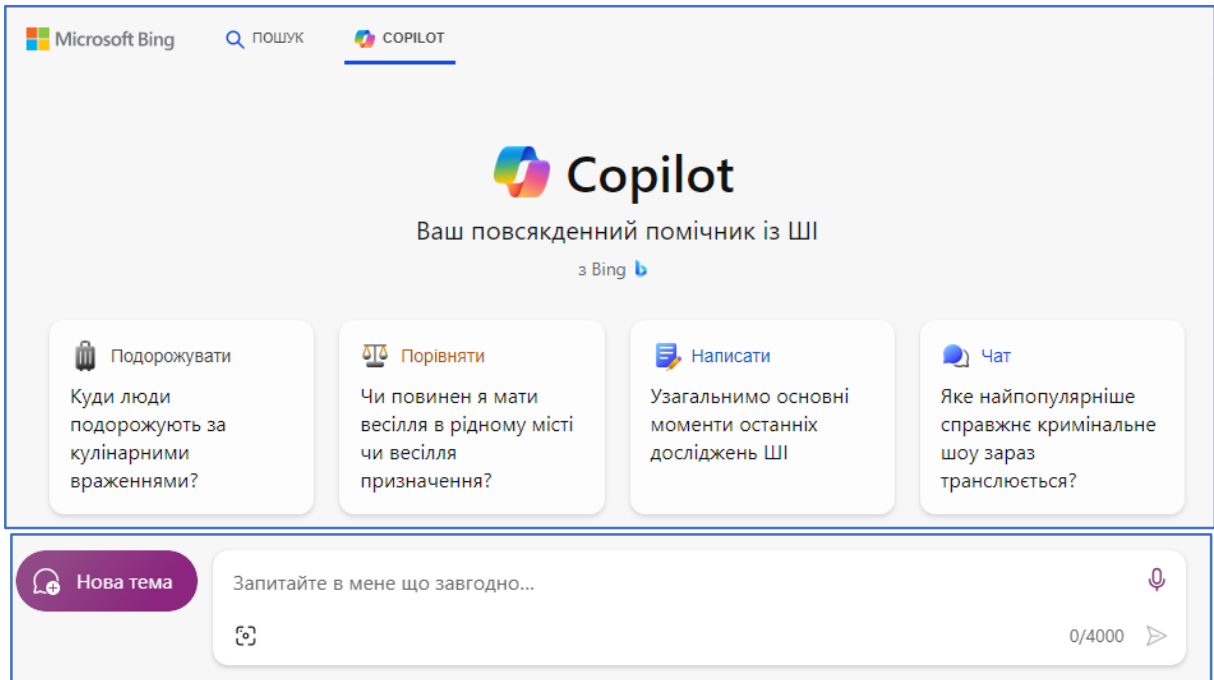 Microsoft Bing ПОШУК COPILOT
Copilot
Ваш повсякденний помічник із ШІ
з Bing
Подорожувати
Куди люди
подорожують за
кулінарними
враженнями?
Порівняти
Чи повинен я мати
весілля в рідному місті
чи весілля
призначення?
Написати
Узагальнимо основні
моменти останніх
досліджень ШІ
Чат
Яке найпопулярніше
справжнє кримінальне
шоу зараз
транслюється?
Нова тема
Запитайте в мене що завгодно...
0/4000